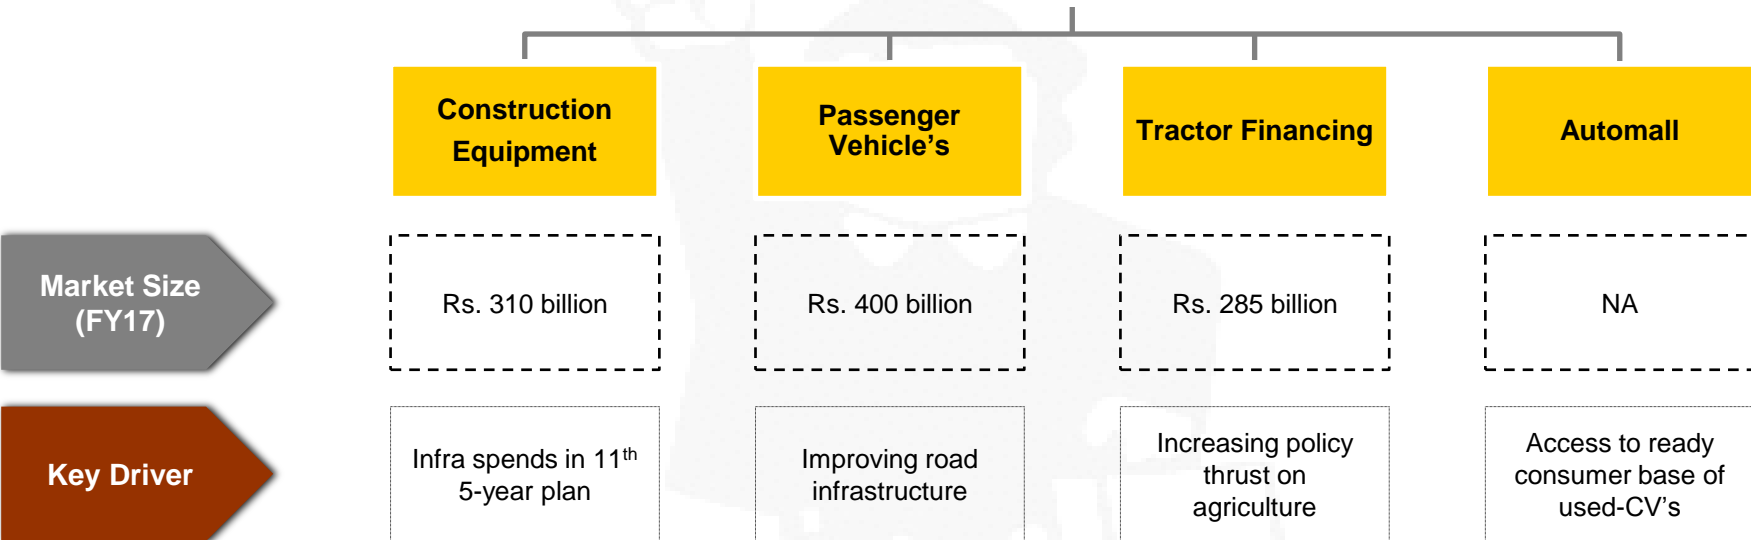 Construction
Equipment
Passenger
Vehicle's
Tractor Financing
Automall
Market Size
(FY17)
Rs. 310 billion
Rs. 400 billion
Rs. 285 billion
NA
Key Driver
Infra spends in 11th
5-year plan
Improving road
infrastructure
Increasing policy
thrust on
agriculture
Access to ready
consumer base of
used-CV's